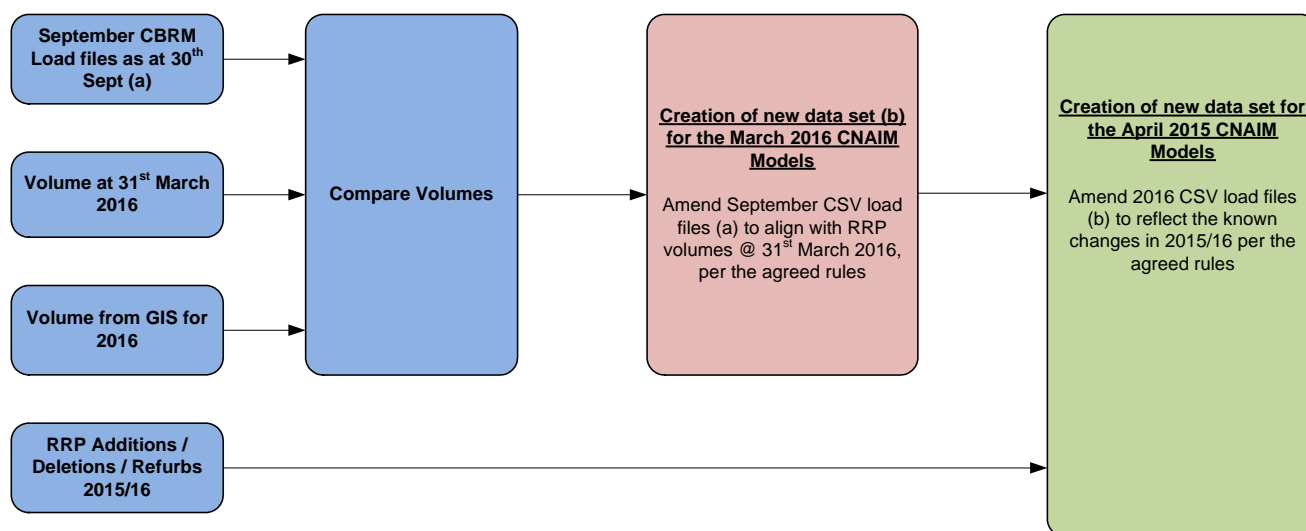 September CBRM
Load files as at 30th
Sept (a)
Volume at 31st March
2016
Volume from GIS for
2016
RRP Additions /
Deletions / Refurbs
2015/16
Compare Volumes
Creation of new data set (b)
for the March 2016 CNAIM
Models
Amend September CSV load
files (a) to align with RRP
volumes @ 31st March 2016,
per the agreed rules
Creation of new data set for
the April 2015 CNAIM
Models
Amend 2016 CSV load files
(b) to reflect the known
changes in 2015/16 per the
agreed rules